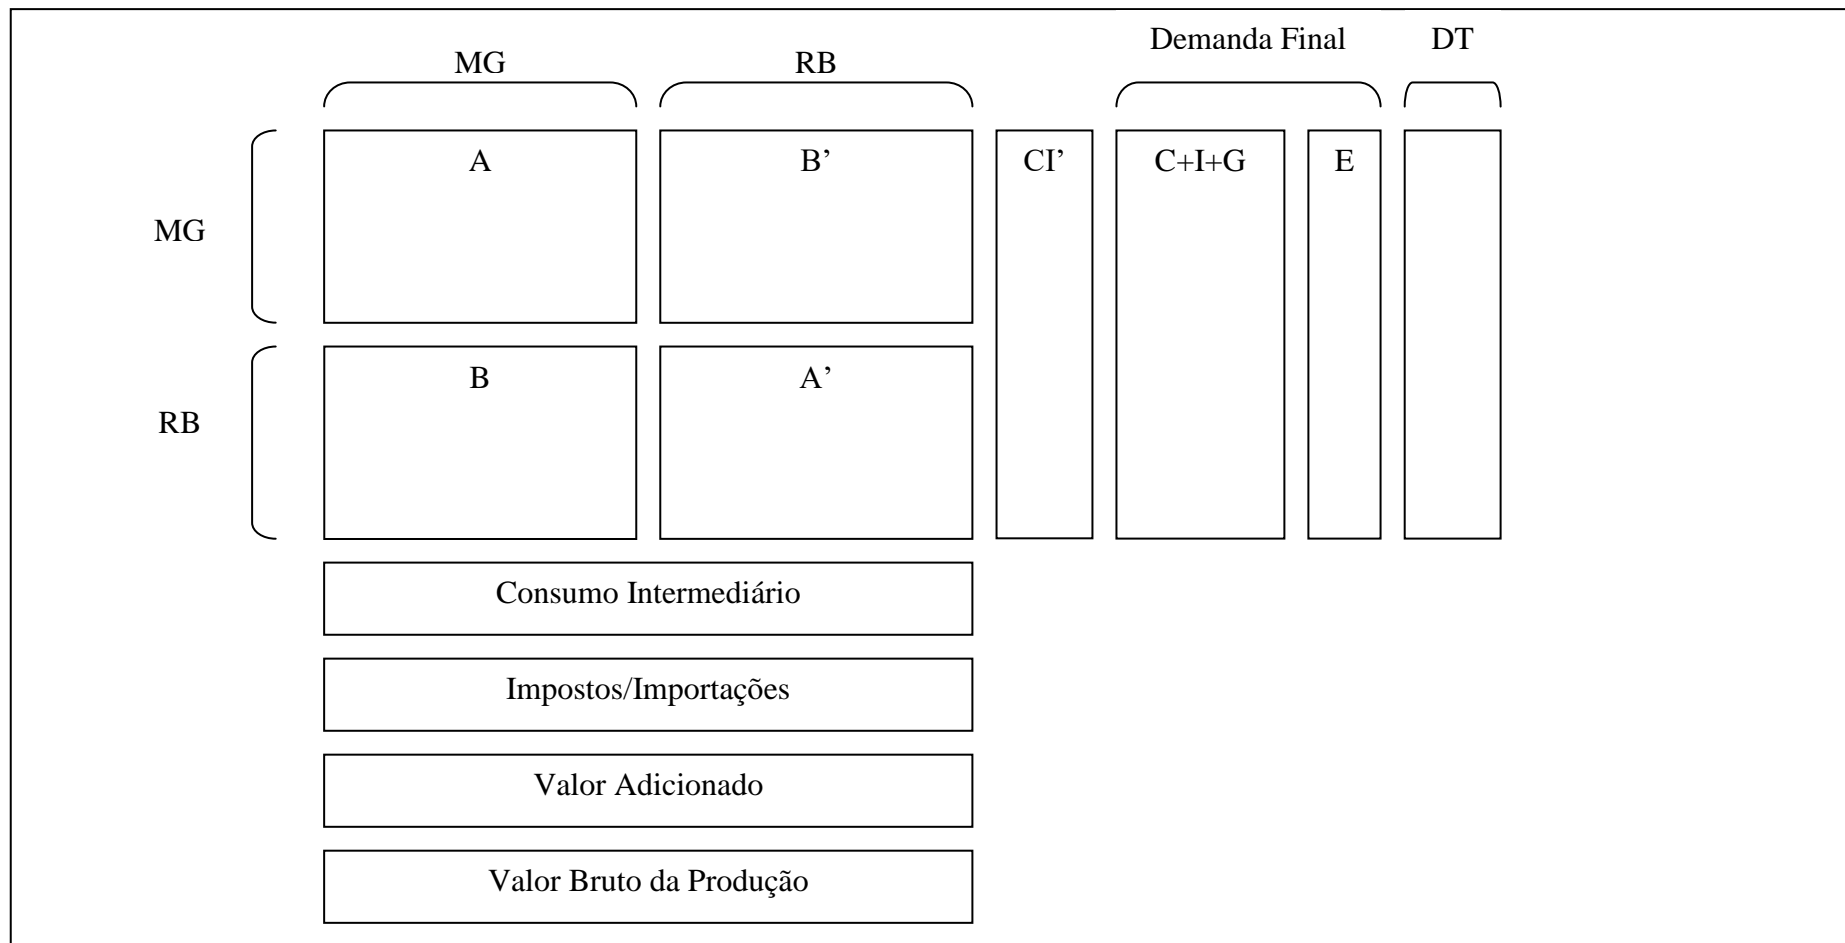 Demanda Final DT
MG RB
A B’ CI’ C+I+G E
MG
B A’
RB
Consumo Intermediário
Impostos/Importações
Valor Adicionado
Valor Bruto da Produção